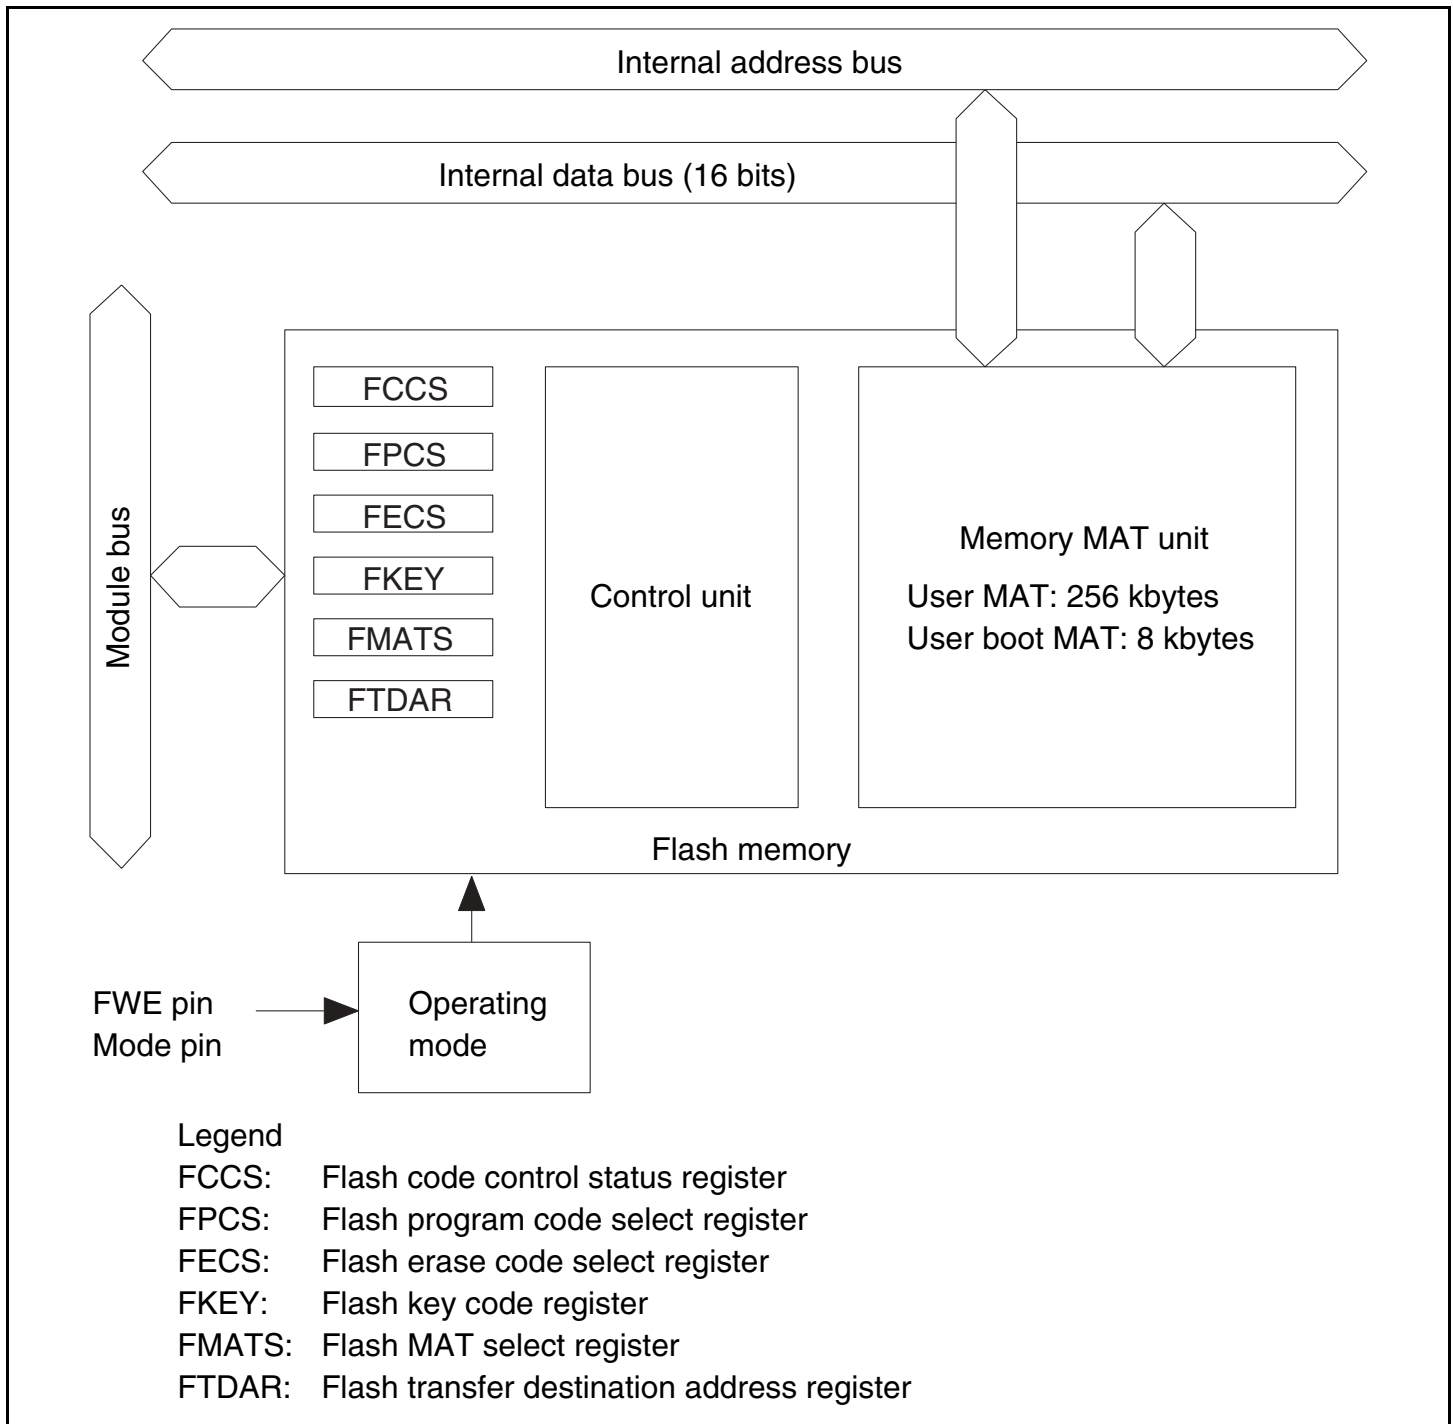 Internal address bus
Internal data bus (16 bits)
Module bus
FCCS
FPCS
FECS
FKEY
FMATS
FTDAR
Control unit
Memory MAT unit
User MAT: 256 kbytes
User boot MAT: 8 kbytes
Flash memory
FWE pin
Mode pin
Operating
mode
Legend
FCCS: Flash code control status register
FPCS: Flash program code select register
FECS: Flash erase code select register
FKEY: Flash key code register
FMATS: Flash MAT select register
FTDAR: Flash transfer destination address register